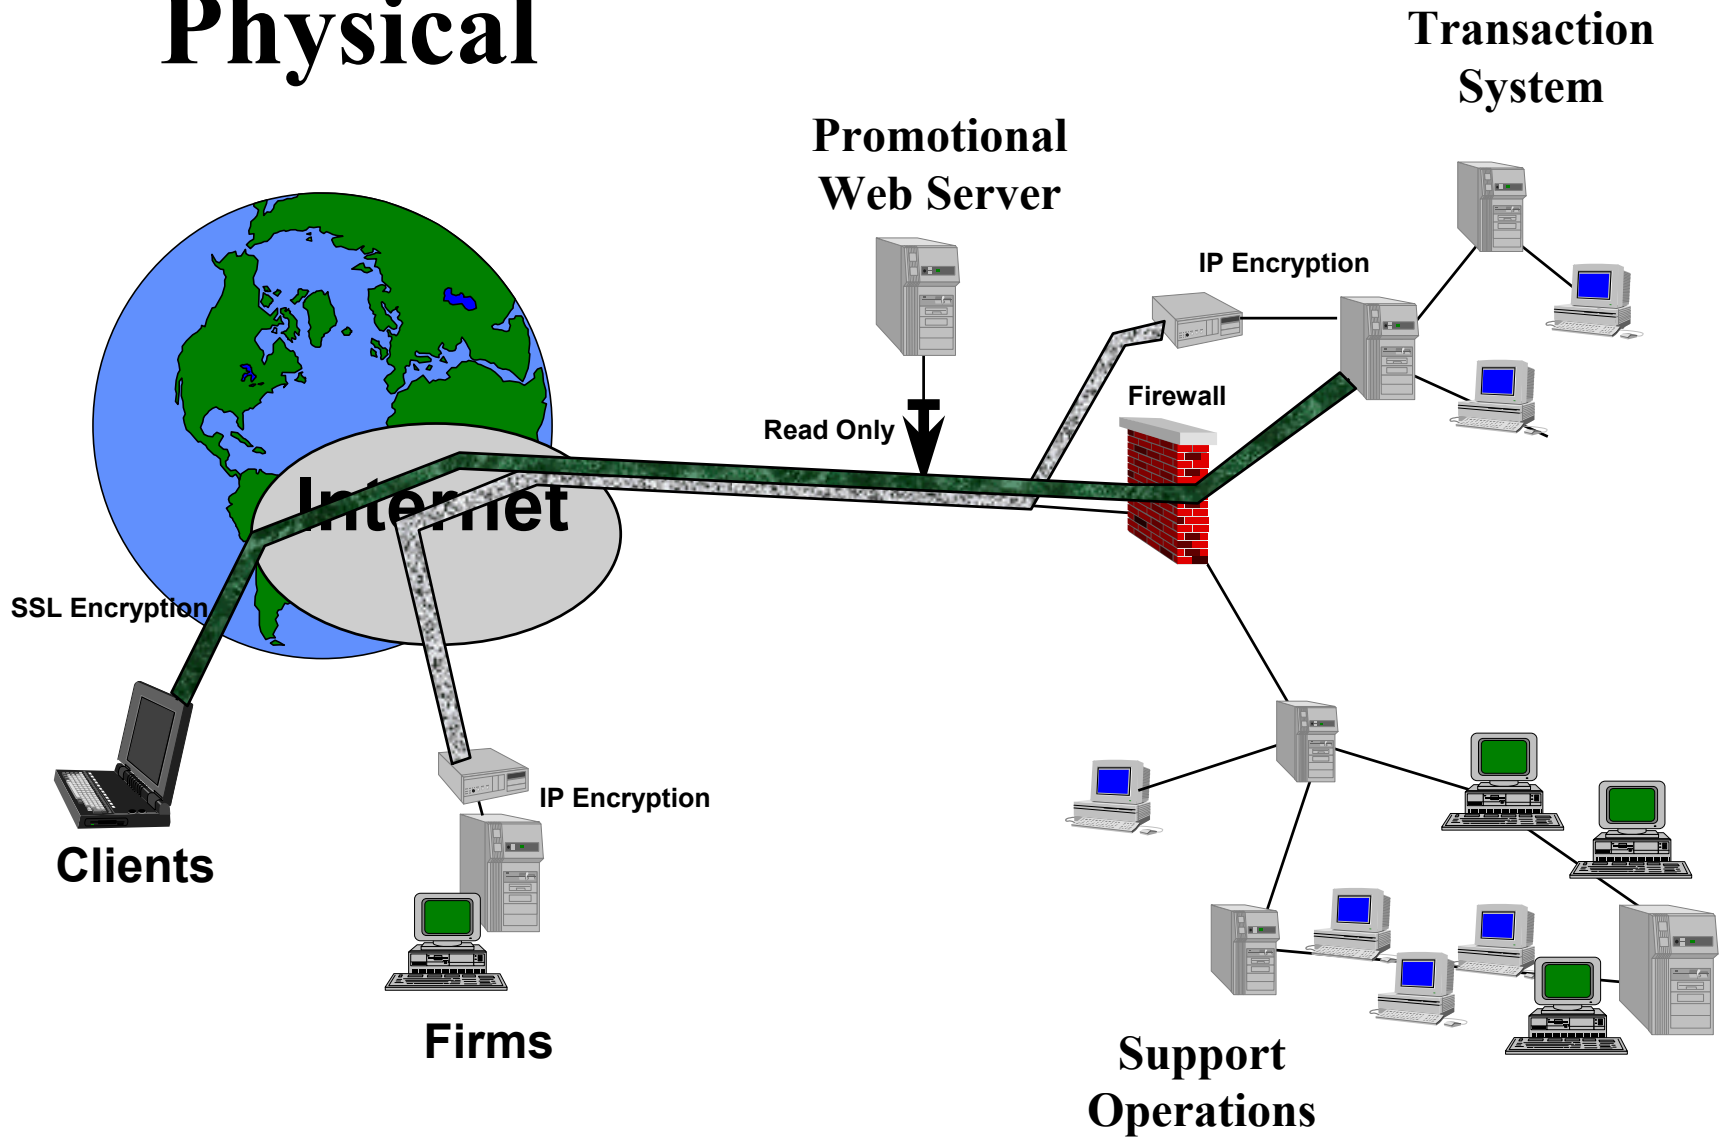 Physical
Transaction
System
Promotional
Web Server
IP Encryption
Firewall
Read Only
Internet
SSL Encryption
IP Encryption
Clients
Firms
Support
Operations